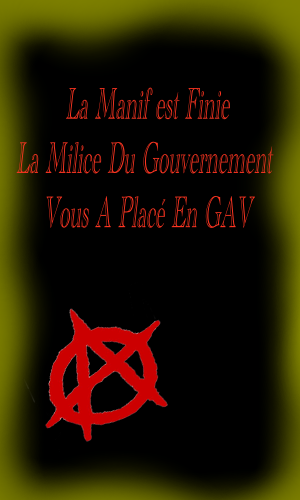 La Manif est Finie
La Milice Du Gouvernement
Vous A Placé En GAV